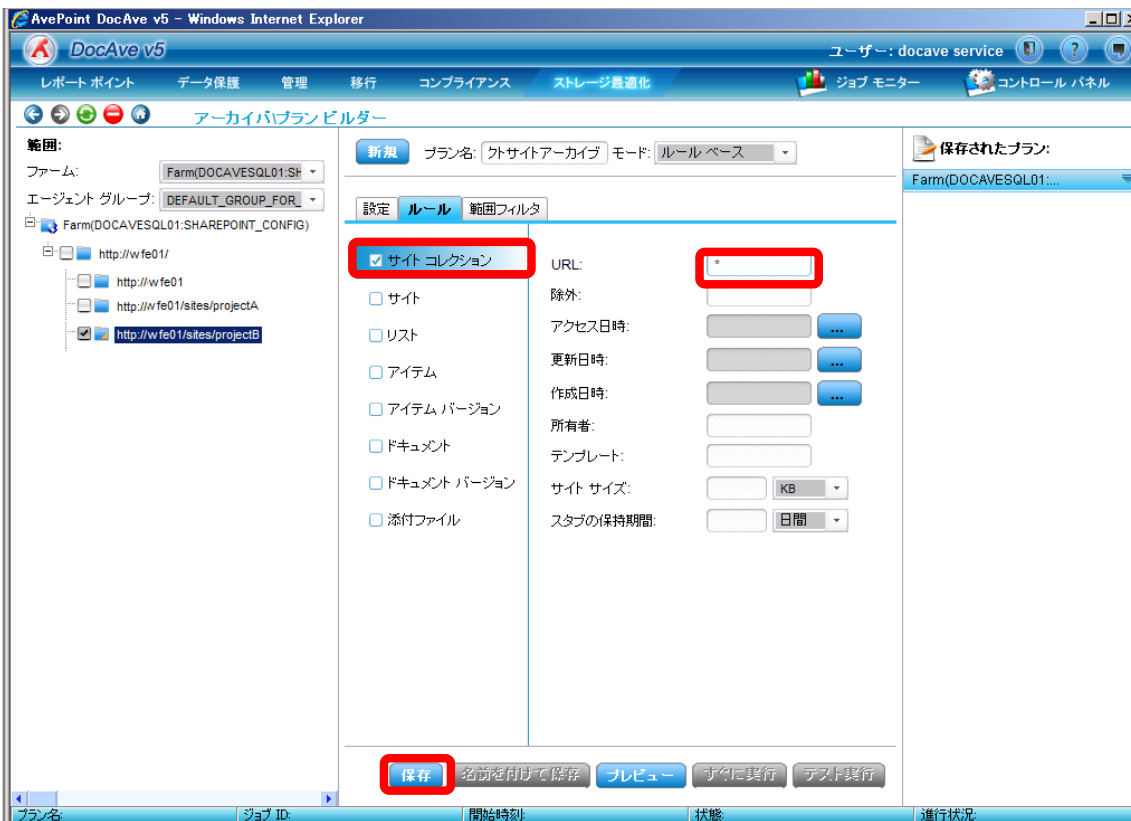 AvePoint DocAve v5 - Windows Internet Explorer
DocAve v5
ユーザー: docave service
レポート ポイント データ保護 管理 移行 コンプライアンス ストレージ最適化 ジョブ モニター コントロール パネル
アーカイバ\プラン ビルダー
範囲:
ファーム: Farm(DOCAVESQL01:SH
エージェント グループ: DEFAULT_GROUP_FOR_
Farm(DOCAVESQL01:SHAREPOINT_CONFIG)
http://wfe01/
http://wfe01
http://wfe01/sites/projectA
http://wfe01/sites/projectB
新規 プラン名: クトサイトアーカイブ モード: ルール ベース
設定 ルール 範囲フィルタ
サイト コレクション
サイト
リスト
アイテム
アイテム バージョン
ドキュメント
ドキュメント バージョン
添付ファイル
URL: *
除外:
アクセス日時: ...
更新日時: ...
作成日時: ...
所有者:
テンプレート:
サイト サイズ: KB
スタブの保持期間: 日間
保存 名前を付けて保存 プレビュー すぐに実行 テスト実行
保存されたプラン:
Farm(DOCAVESQL01:...
プラン名: ジョブ ID: 開始時刻: 状態: 進行状況: